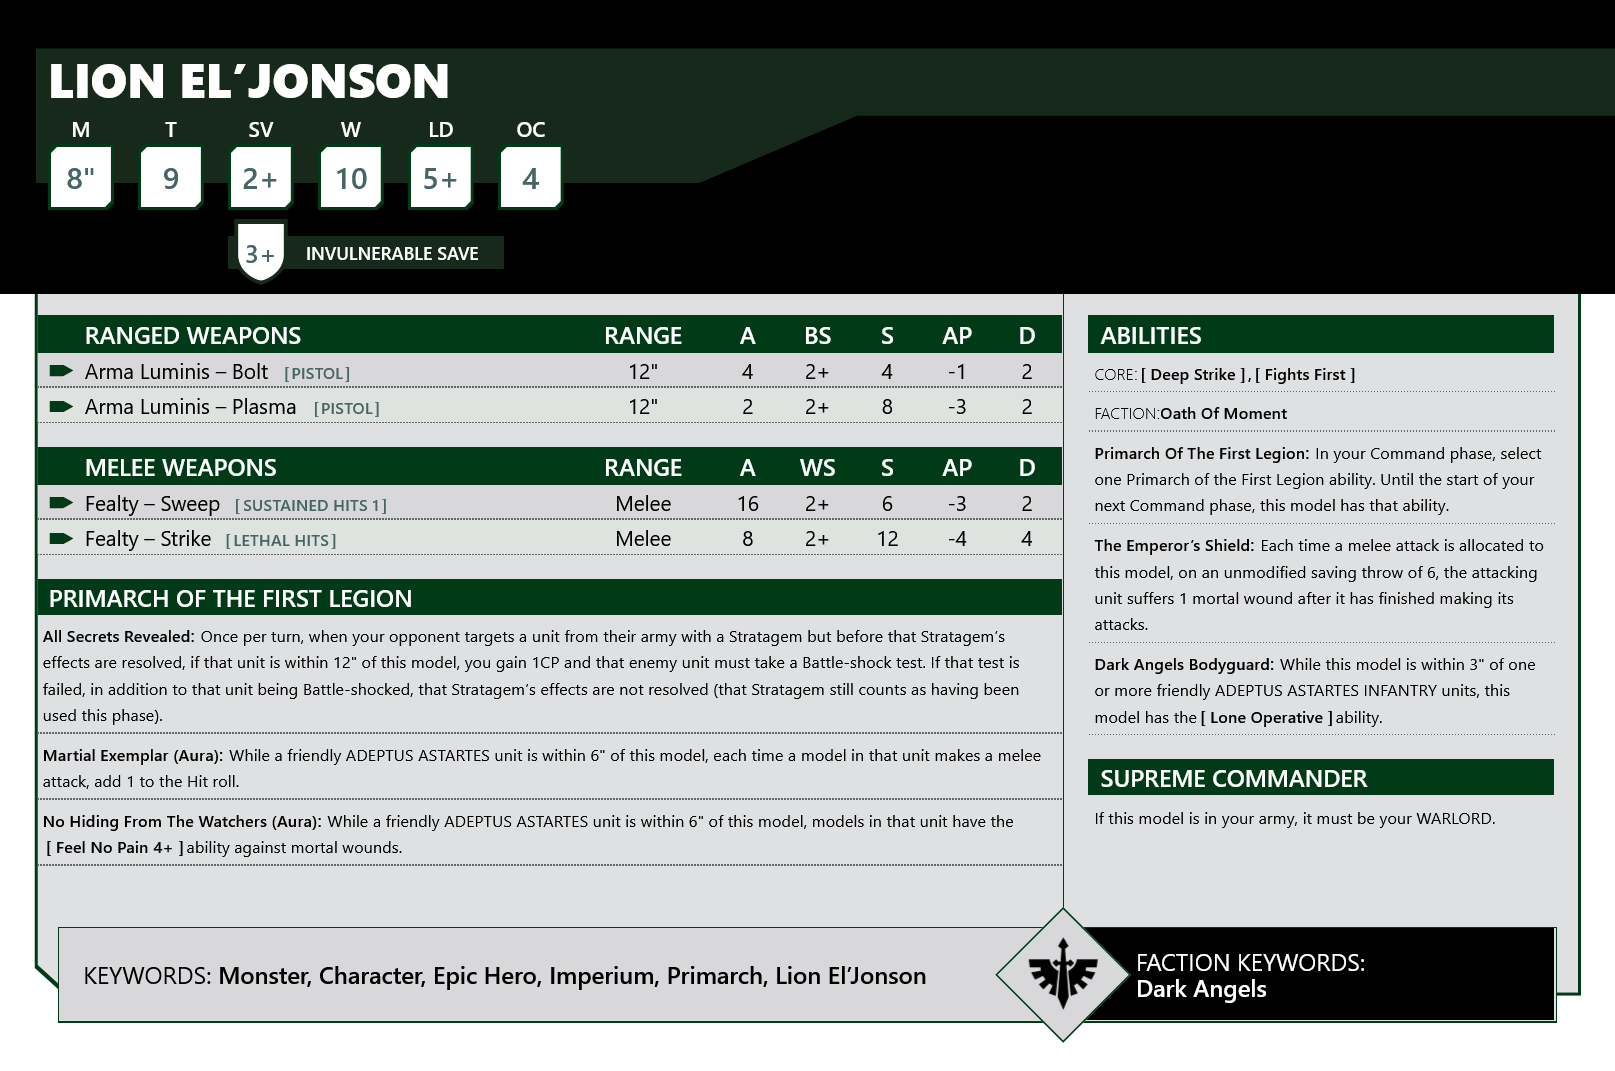 LION EL’JONSON
M T SV W LD OC
8" 9 2+ 10 5+ 4
3+ INVULNERABLE SAVE
RANGED WEAPONS RANGE A BS S AP D
Arma Luminis – Bolt [PISTOL] 12" 4 2+ 4 -1 2
Arma Luminis – Plasma [PISTOL] 12" 2 2+ 8 -3 2
MELEE WEAPONS RANGE A WS S AP D
Fealty – Sweep [SUSTAINED HITS 1] Melee 16 2+ 6 -3 2
Fealty – Strike [LETHAL HITS] Melee 8 2+ 12 -4 4
PRIMARCH OF THE FIRST LEGION
All Secrets Revealed: Once per turn, when your opponent targets a unit from their army with a Stratagem but before that Stratagem’s
effects are resolved, if that unit is within 12" of this model, you gain 1CP and that enemy unit must take a Battle-shock test. If that test is
failed, in addition to that unit being Battle-shocked, that Stratagem’s effects are not resolved (that Stratagem still counts as having been
used this phase).
Martial Exemplar (Aura): While a friendly ADEPTUS ASTARTES unit is within 6" of this model, each time a model in that unit makes a melee
attack, add 1 to the Hit roll.
No Hiding From The Watchers (Aura): While a friendly ADEPTUS ASTARTES unit is within 6" of this model, models in that unit have the
[ Feel No Pain 4+ ] ability against mortal wounds.
ABILITIES
CORE: [ Deep Strike ] , [ Fights First ]
FACTION:Oath Of Moment
Primarch Of The First Legion: In your Command phase, select
one Primarch of the First Legion ability. Until the start of your
next Command phase, this model has that ability.
The Emperor’s Shield: Each time a melee attack is allocated to
this model, on an unmodified saving throw of 6, the attacking
unit suffers 1 mortal wound after it has finished making its
attacks.
Dark Angels Bodyguard: While this model is within 3" of one
or more friendly ADEPTUS ASTARTES INFANTRY units, this
model has the [ Lone Operative ] ability.
SUPREME COMMANDER
If this model is in your army, it must be your WARLORD.
KEYWORDS: Monster, Character, Epic Hero, Imperium, Primarch, Lion El’Jonson
FACTION KEYWORDS:
Dark Angels